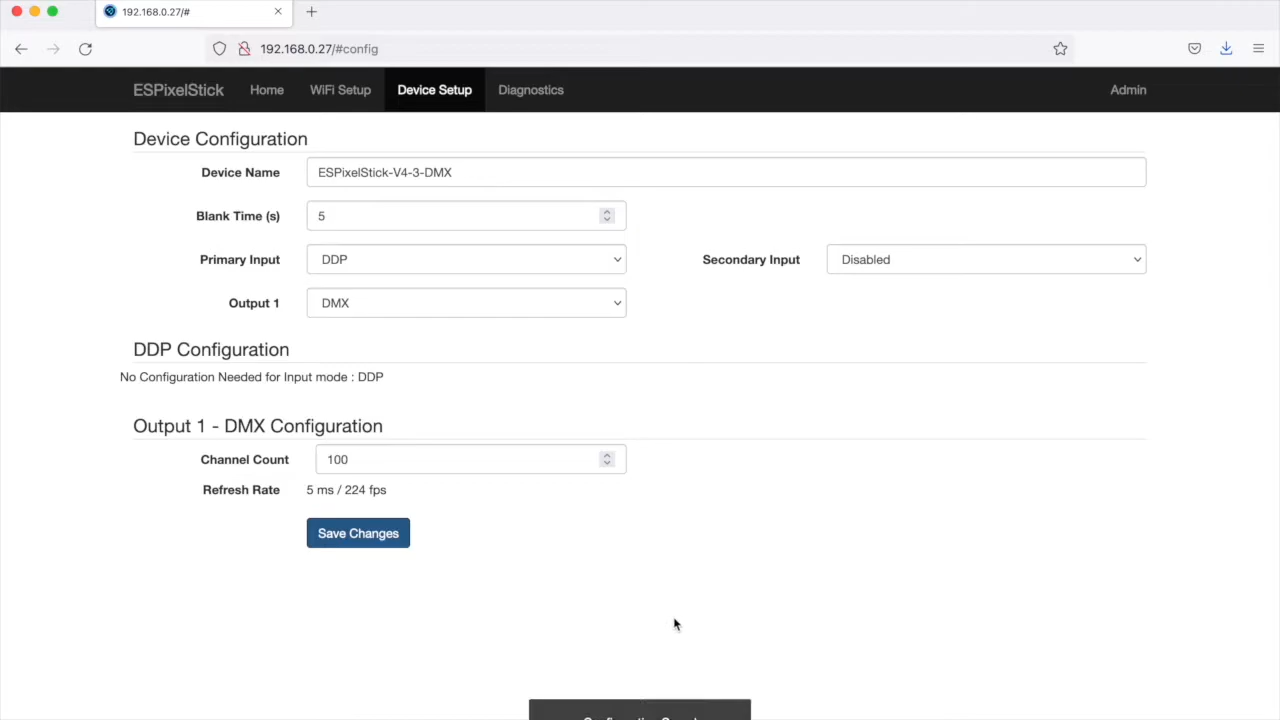 192.168.0.27/#
192.168.0.27/#config
ESPixelStick Home WiFi Setup Device Setup Diagnostics Admin
Device Configuration
Device Name ESPixelStick-V4-3-DMX
Blank Time (s) 5
Primary Input DDP Secondary Input Disabled
Output 1 DMX
DDP Configuration
No Configuration Needed for Input mode : DDP
Output 1 - DMX Configuration
Channel Count 100
Refresh Rate 5 ms / 224 fps
Save Changes